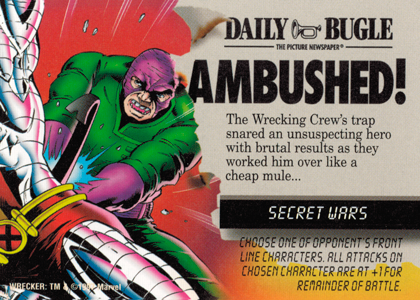 DAILY BUGLE
THE PICTURE NEWSPAPER®
AMBUSHED!
The Wrecking Crew's trap
snared an unsuspecting hero
with brutal results as they
worked him over like a
cheap mule...
SECRET WARS
CHOOSE ONE OF OPPONENT'S FRONT
LINE CHARACTERS. ALL ATTACKS ON
CHOSEN CHARACTER ARE AT +1 FOR
REMAINDER OF BATTLE.
WRECKER: TM & ©19 Marvel